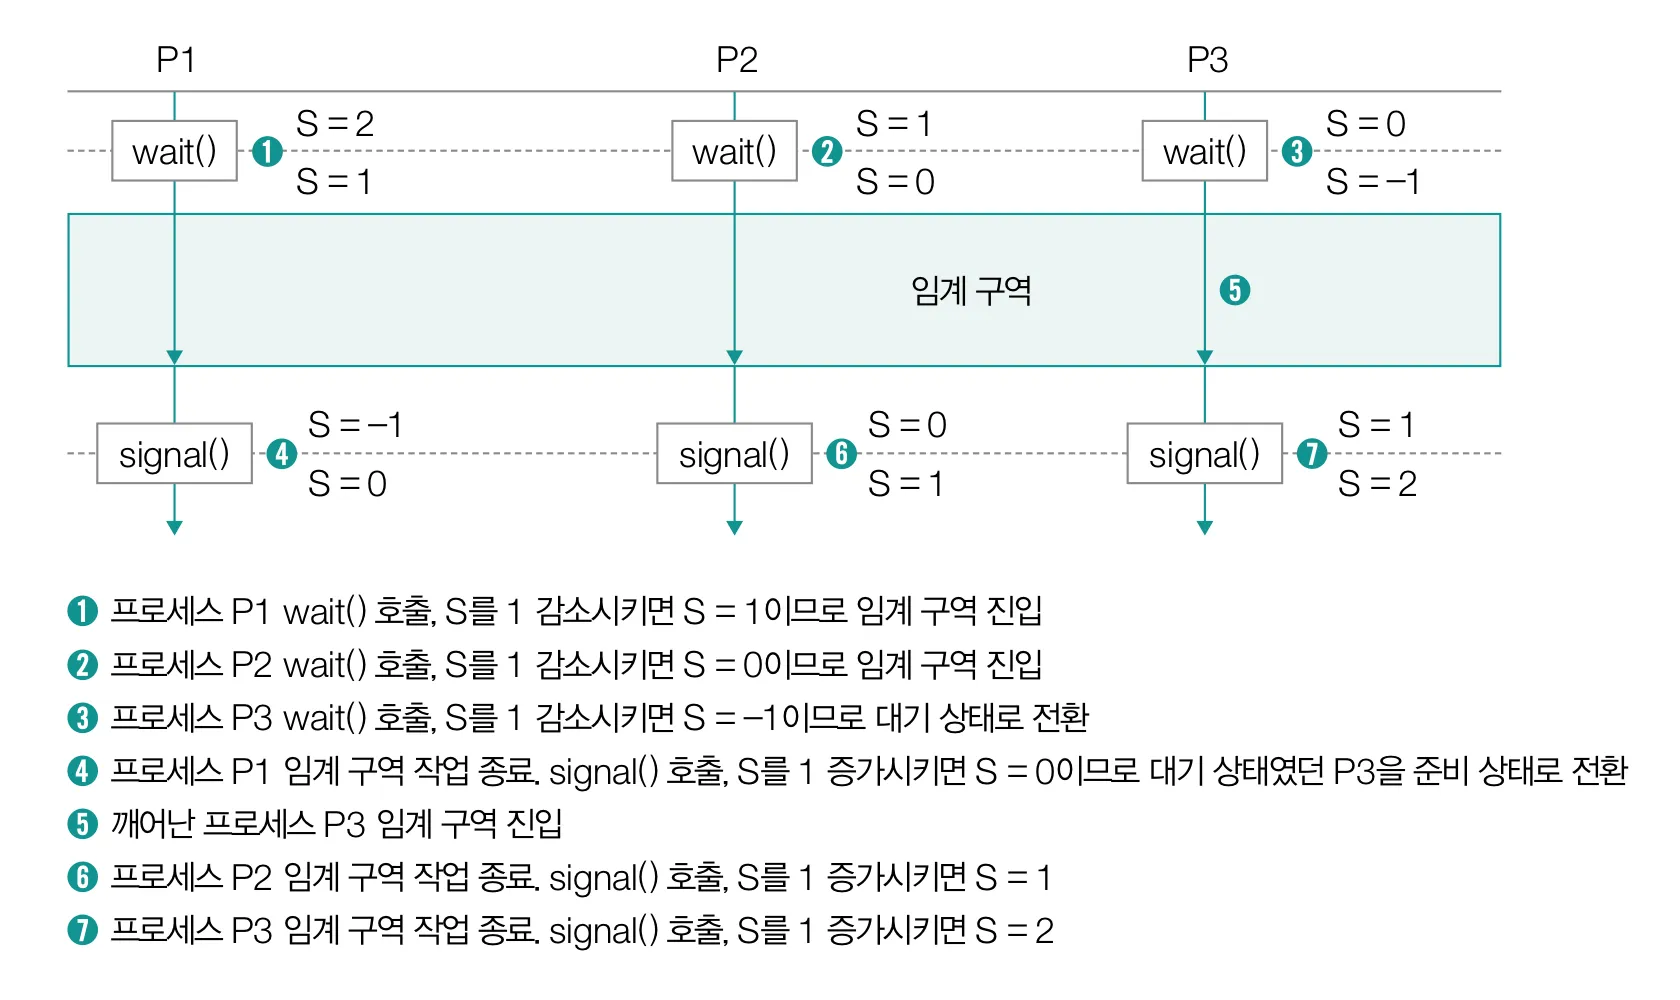 P1 P2 P3
S = 2 S = 1 S = 0
wait() ❶ wait() ❷ wait() ❸
S = 1 S = 0 S = –1
임계 구역 ❺
S = –1 S = 0 S = 1
signal() ❹ signal() ❻ signal() ❼
S = 0 S = 1 S = 2
❶ 프로세스 P1 wait() 호출, S를 1 감소시키면 S = 1이므로 임계 구역 진입
❷ 프로세스 P2 wait() 호출, S를 1 감소시키면 S = 0이므로 임계 구역 진입
❸ 프로세스 P3 wait() 호출, S를 1 감소시키면 S = –1이므로 대기 상태로 전환
❹ 프로세스 P1 임계 구역 작업 종료. signal() 호출, S를 1 증가시키면 S = 0이므로 대기 상태였던 P3을 준비 상태로 전환
❺ 깨어난 프로세스 P3 임계 구역 진입
❻ 프로세스 P2 임계 구역 작업 종료. signal() 호출, S를 1 증가시키면 S = 1
❼ 프로세스 P3 임계 구역 작업 종료. signal() 호출, S를 1 증가시키면 S = 2